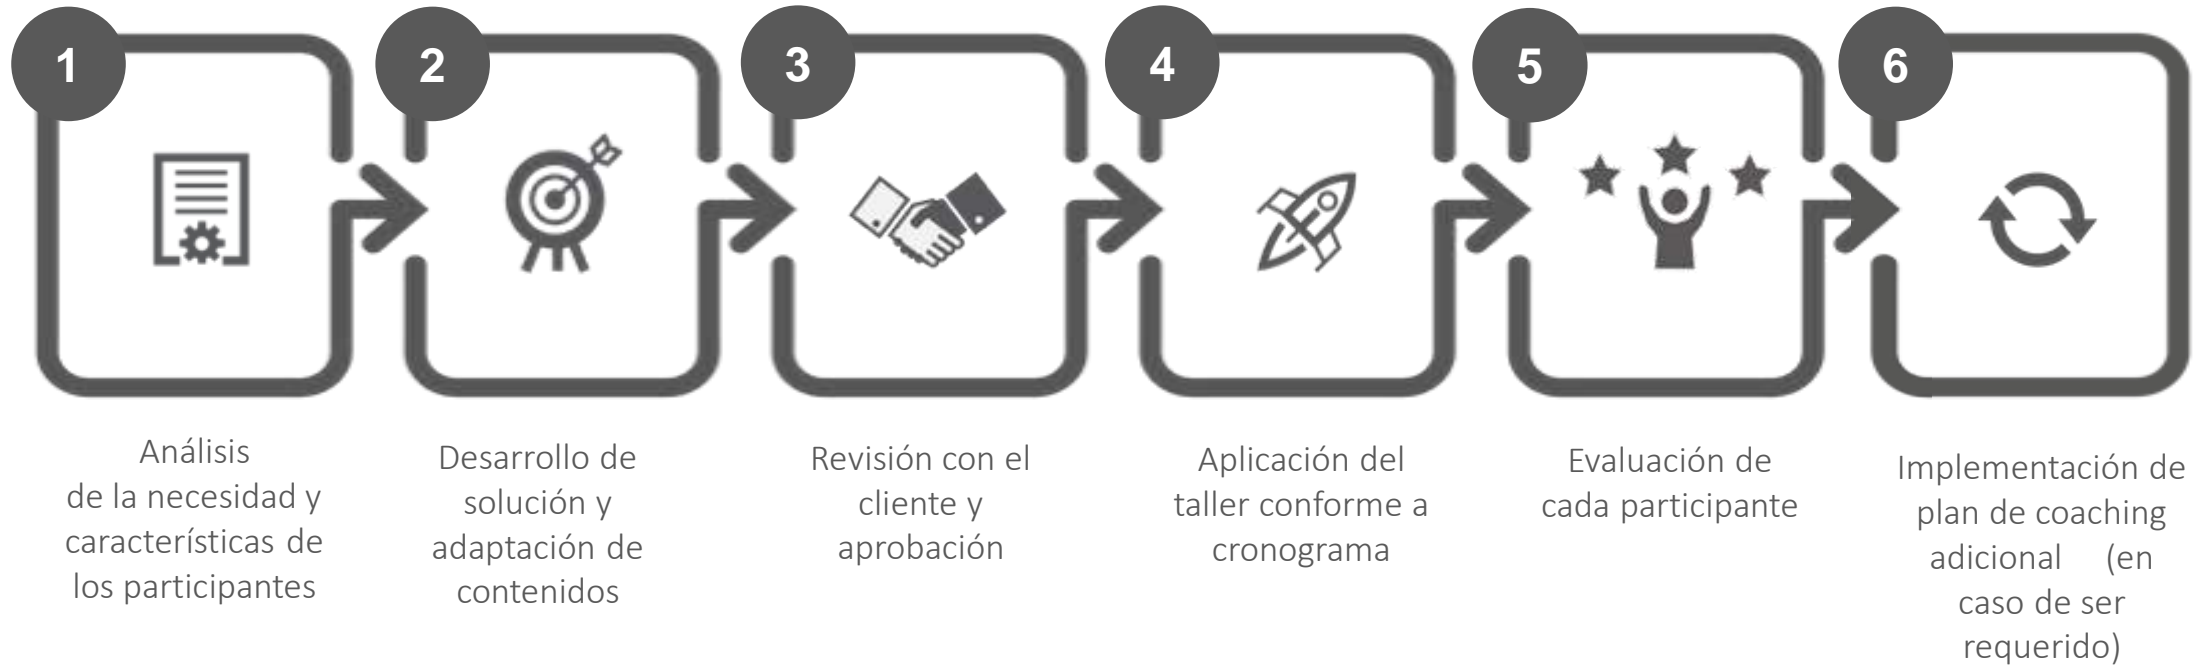 1
Análisis
de la necesidad y
características de
los participantes
2
Desarrollo de
solución y
adaptación de
contenidos
3
Revisión con el
cliente y
aprobación
4
Aplicación del
taller conforme a
cronograma
5
Evaluación de
cada participante
6
Implementación de
plan de coaching
adicional (en
caso de ser
requerido)